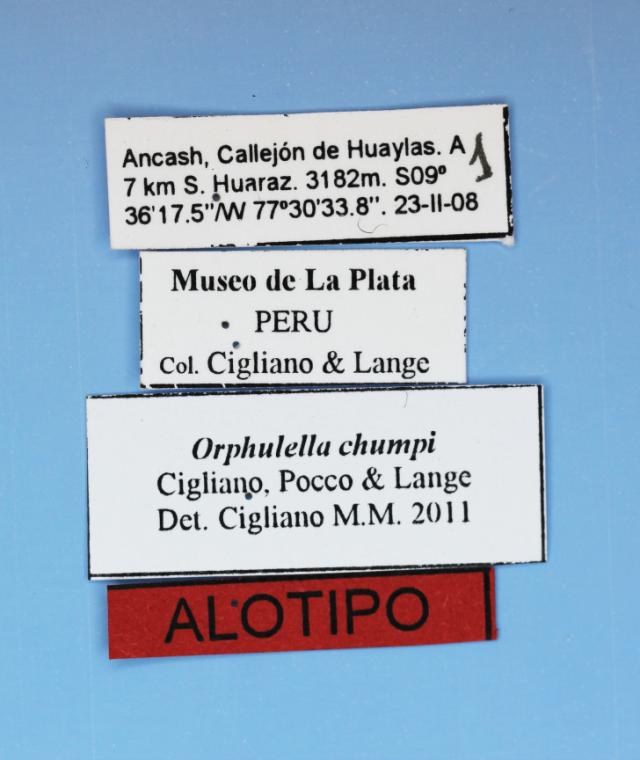 Ancash, Callejón de Huaylas. A 1
7 km S. Huaraz. 3182m. S09º
36'17.5"/W 77º30'33.8". 23-II-08
Museo de La Plata
PERU
Col. Cigliano & Lange
Orphulella chumpi
Cigliano, Pocco & Lange
Det. Cigliano M.M. 2011
ALOTIPO